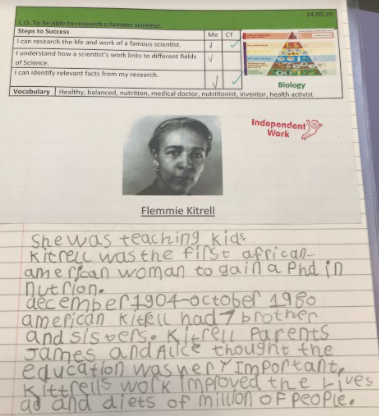 14.09.20
L.O. To be able to research a famous scientist.
Steps to Success Me CT
I can research the life and work of a famous scientist.
I understand how a scientist's work links to different fields of Science.
I can identify relevant facts from my research.
Biology
Vocabulary Healthy, balanced, nutrition, medical doctor, nutritionist, inventor, health activist
Independent
Work
Flemmie Kitrell
She was teaching kids
kitrell was the first african-
american woman to gain a Phd in
nutrion.
december 1904-october 1980
american kitell had 7 brother
and sisters. Kitrell Parents
James and Alice thought the
education was very important.
Kittrells work improved the lives
ad and diets of millon of people.